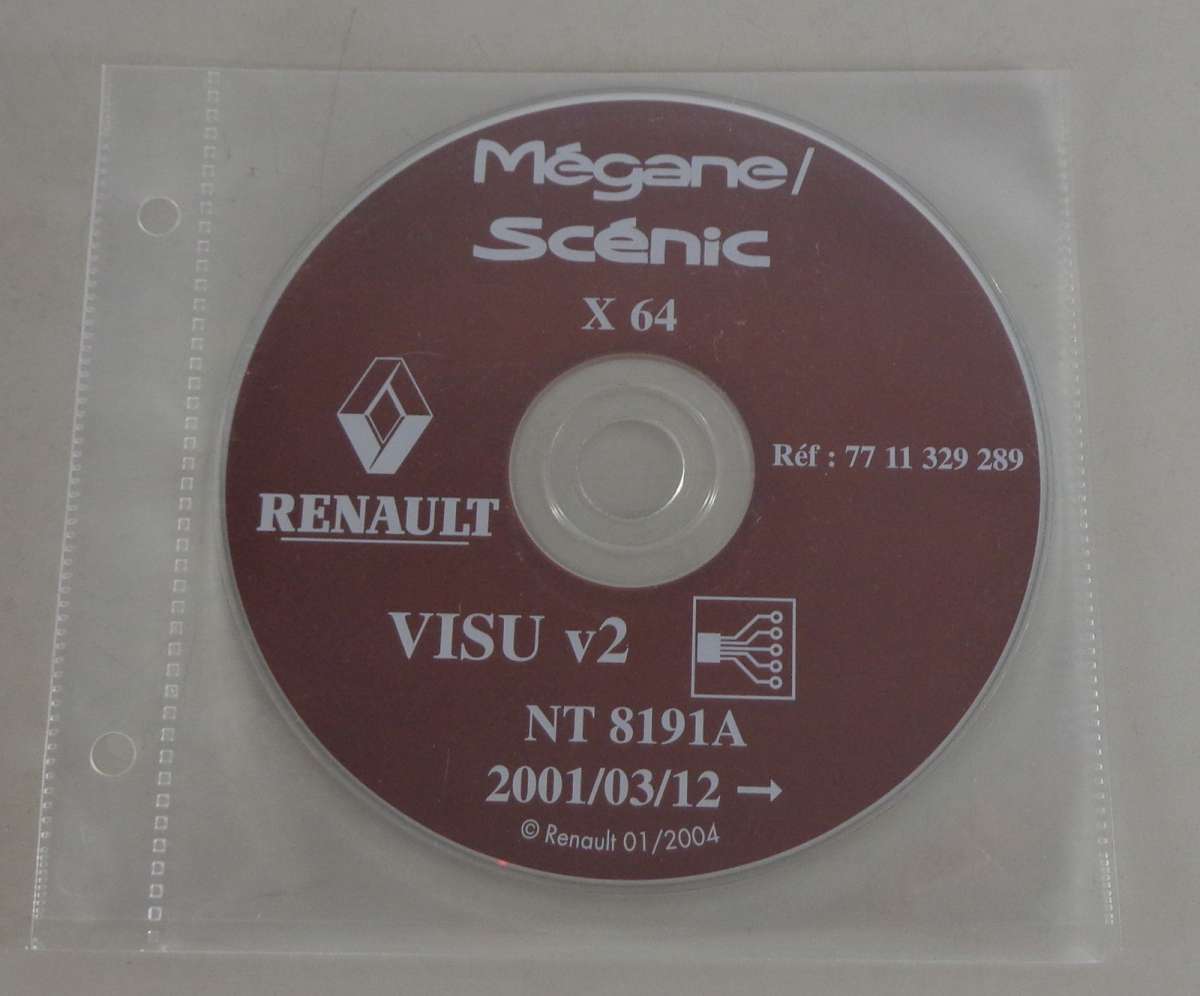 Mégane/
Scénic
X 64
RENAULT
Réf : 77 11 329 289
VISU v2
NT 8191A
2001/03/12 →
© Renault 01/2004